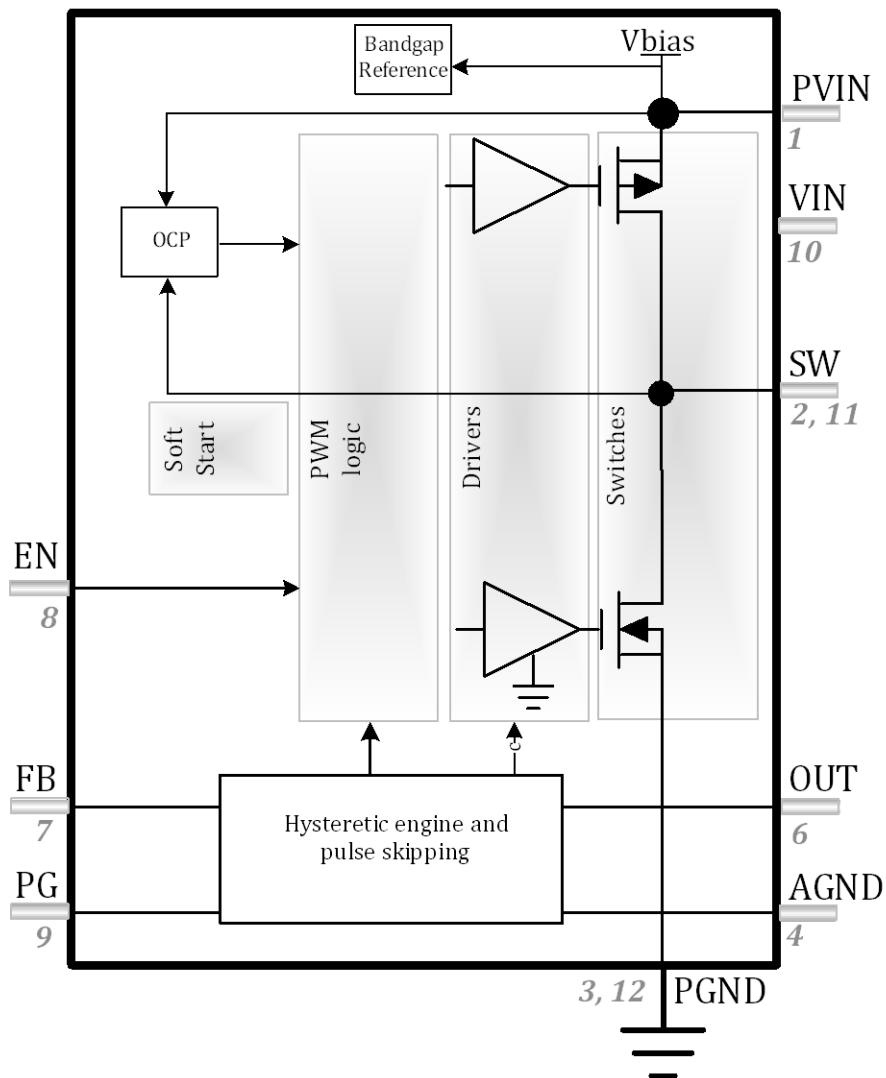 Bandgap
Reference
Vbias
PVIN
1
VIN
10
OCP
SW
2, 11
Soft
Start
PWM
logic
Drivers
Switches
EN
8
c
FB
7
Hysteretic engine and
pulse skipping
OUT
6
PG
9
AGND
4
3, 12
PGND